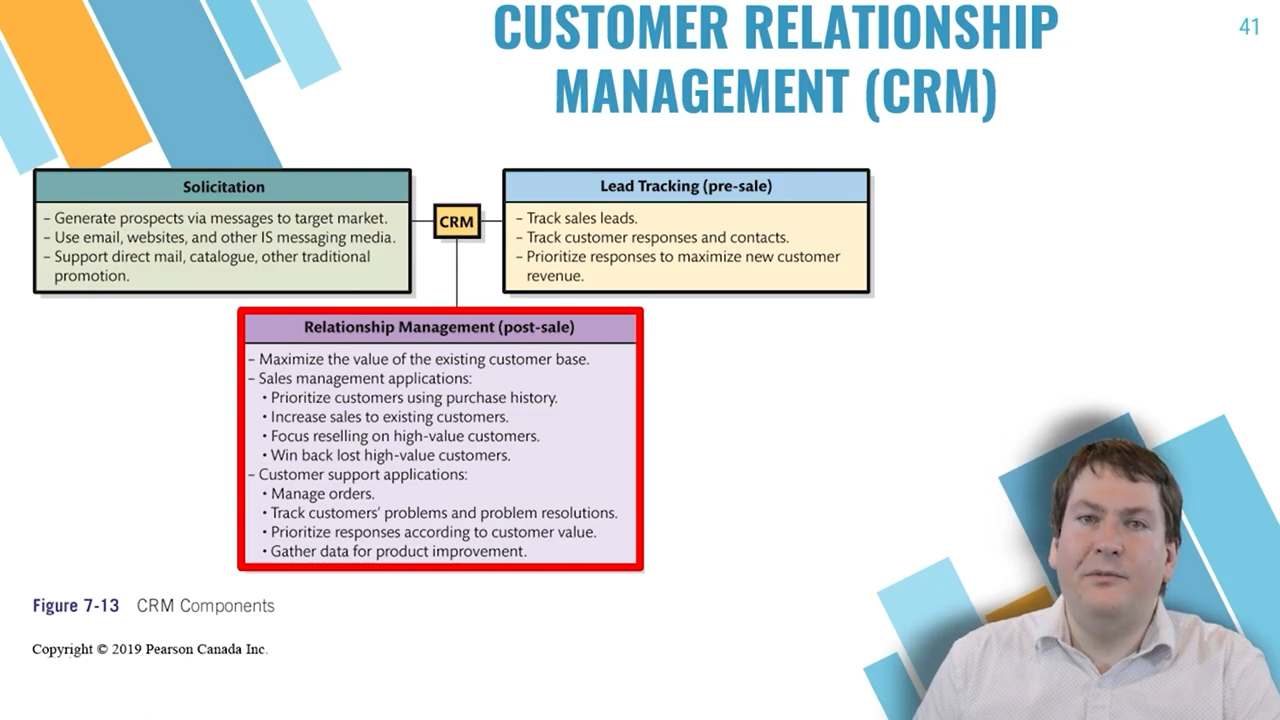 CUSTOMER RELATIONSHIP
MANAGEMENT (CRM)
41
Solicitation
– Generate prospects via messages to target market.
– Use email, websites, and other IS messaging media.
– Support direct mail, catalogue, other traditional
promotion.
CRM
Lead Tracking (pre-sale)
– Track sales leads.
– Track customer responses and contacts.
– Prioritize responses to maximize new customer
revenue.
Relationship Management (post-sale)
– Maximize the value of the existing customer base.
– Sales management applications:
• Prioritize customers using purchase history.
• Increase sales to existing customers.
• Focus reselling on high-value customers.
• Win back lost high-value customers.
– Customer support applications:
• Manage orders.
• Track customers' problems and problem resolutions.
• Prioritize responses according to customer value.
• Gather data for product improvement.
Figure 7-13 CRM Components
Copyright © 2019 Pearson Canada Inc.